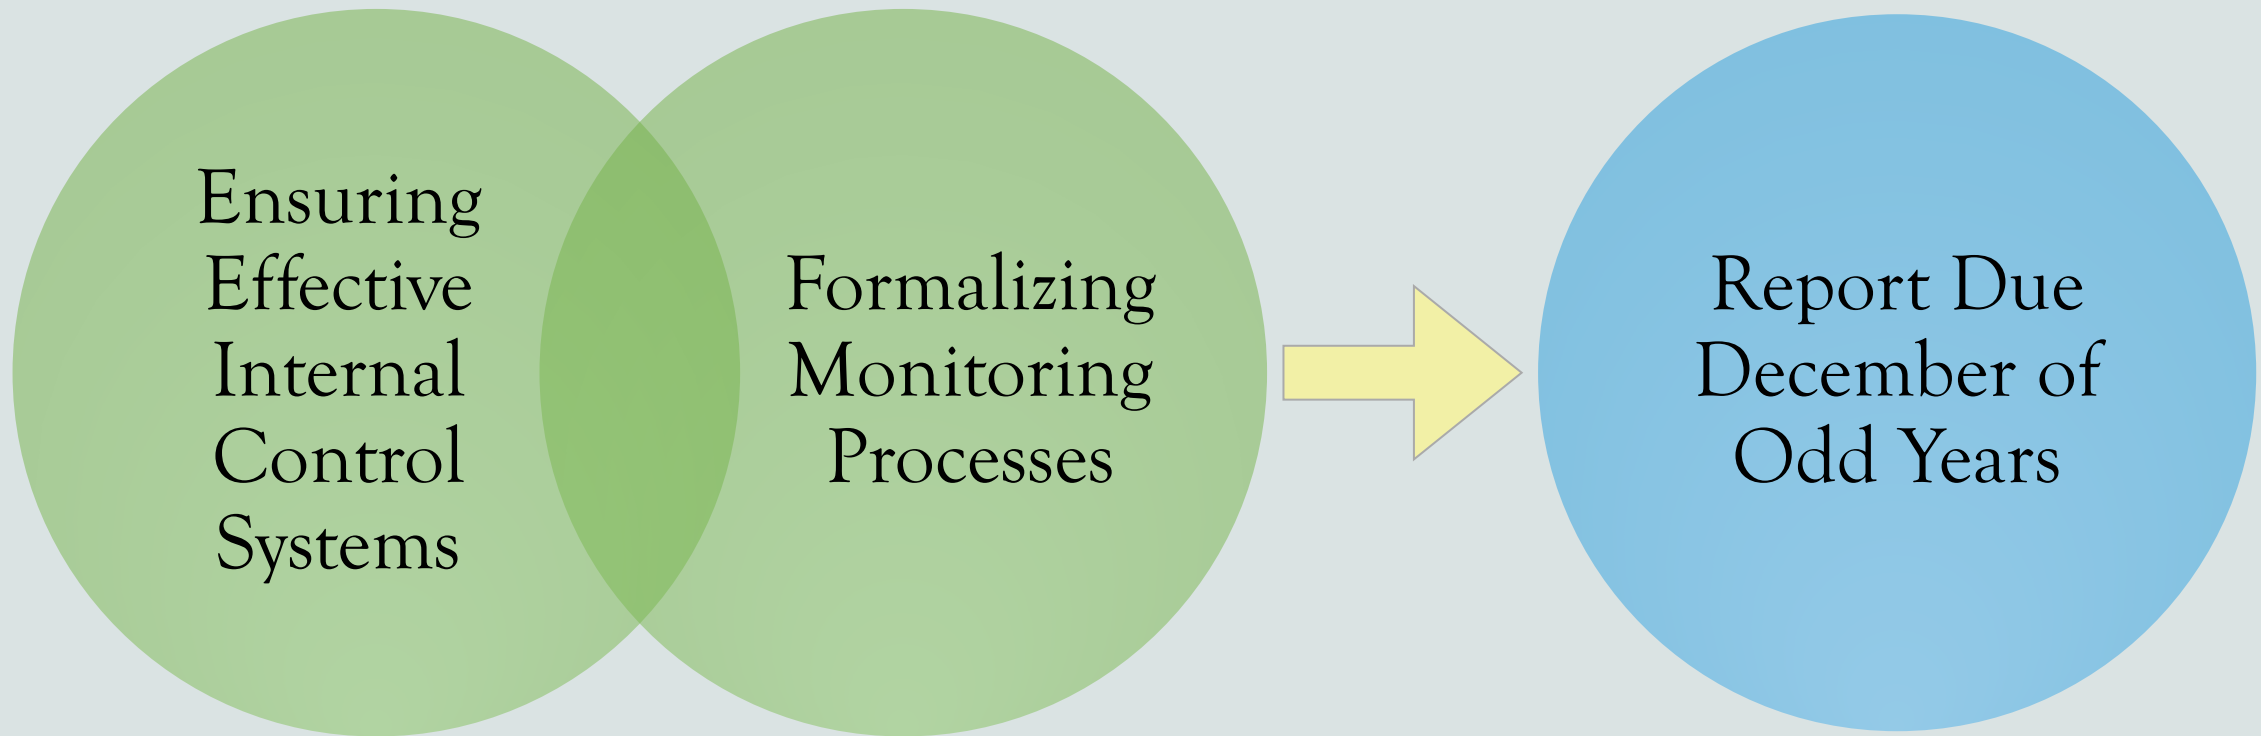 Ensuring
Effective
Internal
Control
Systems
Formalizing
Monitoring
Processes
Report Due
December of
Odd Years